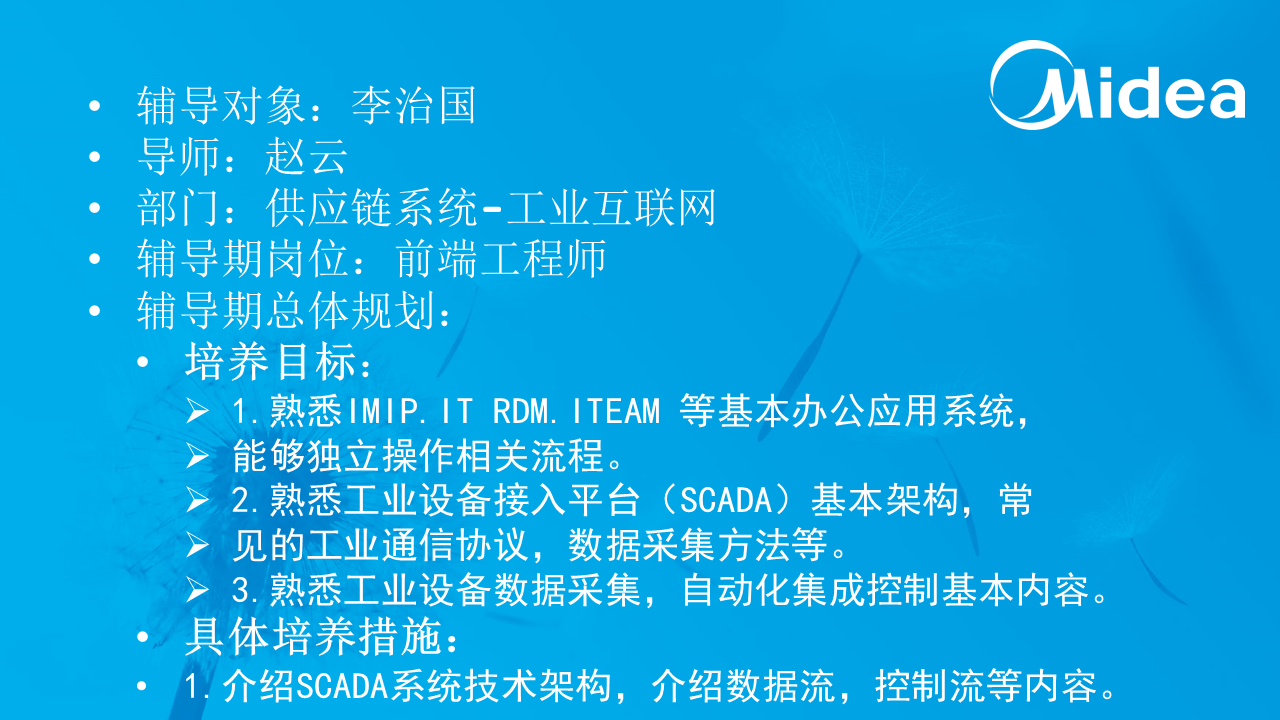 Midea
• 辅导对象：李治国
• 导师：赵云
• 部门：供应链系统-工业互联网
• 辅导期岗位：前端工程师
• 辅导期总体规划：
• 培养目标：
➢ 1.熟悉IMIP.IT RDM.ITEAM 等基本办公应用系统，
➢ 能够独立操作相关流程。
➢ 2.熟悉工业设备接入平台（SCADA）基本架构，常
➢ 见的工业通信协议，数据采集方法等。
➢ 3.熟悉工业设备数据采集，自动化集成控制基本内容。
• 具体培养措施：
• 1.介绍SCADA系统技术架构，介绍数据流，控制流等内容。